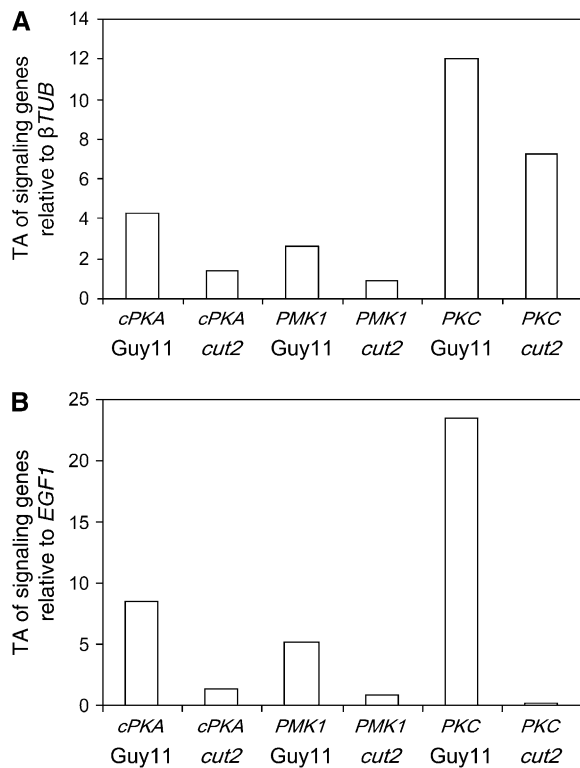 A
TA of signaling genes
relative to βTUB
14
12
10
8
6
4
2
0
cPKA cPKA PMK1 PMK1 PKC PKC
Guy11 cut2 Guy11 cut2 Guy11 cut2
B
TA of signaling genes
relative to EGF1
25
20
15
10
5
0
cPKA cPKA PMK1 PMK1 PKC PKC
Guy11 cut2 Guy11 cut2 Guy11 cut2